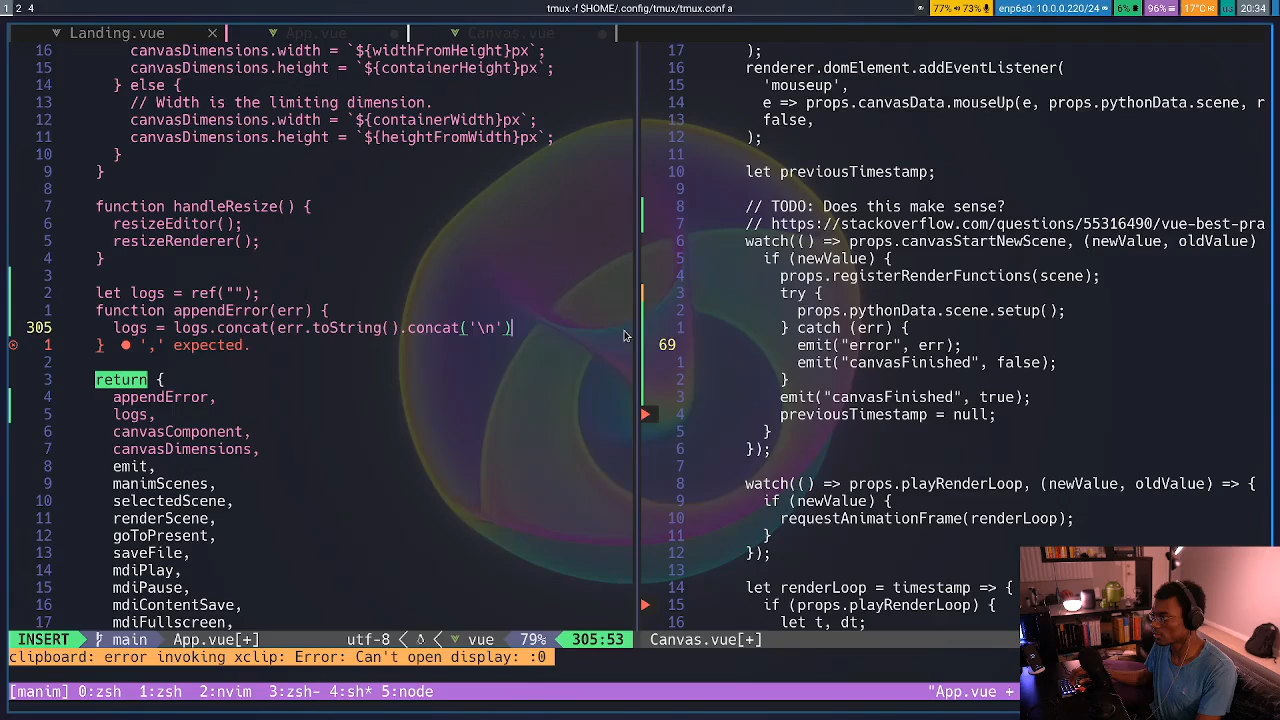 1 2 4
tmux -f $HOME/.config/tmux/tmux.conf a
77% 73%
enp6s0: 10.0.0.220/24
6%
96%
17°C
us
20:34
Landing.vue ×
App.vue
Canvas.vue
16 canvasDimensions.width = `${widthFromHeight}px`;
15 canvasDimensions.height = `${containerHeight}px`;
14 } else {
13 // Width is the limiting dimension.
12 canvasDimensions.width = `${containerWidth}px`;
11 canvasDimensions.height = `${heightFromWidth}px`;
10 }
9 }
8
7 function handleResize() {
6 resizeEditor();
5 resizeRenderer();
4 }
3
2 let logs = ref("");
1 function appendError(err) {
305 logs = logs.concat(err.toString().concat('\n')
1 } ● ',' expected.
2
3 return {
4 appendError,
5 logs,
6 canvasComponent,
7 canvasDimensions,
8 emit,
9 manimScenes,
10 selectedScene,
11 renderScene,
12 goToPresent,
13 saveFile,
14 mdiPlay,
15 mdiPause,
16 mdiContentSave,
17 mdiFullscreen,
INSERT main App.vue[+] utf-8 vue 79% 305:53
17 );
16 renderer.domElement.addEventListener(
15 'mouseup',
14 e => props.canvasData.mouseUp(e, props.pythonData.scene, r
13 false,
12 );
11
10 let previousTimestamp;
9
8 // TODO: Does this make sense?
7 // https://stackoverflow.com/questions/55316490/vue-best-pra
6 watch(() => props.canvasStartNewScene, (newValue, oldValue)
5 if (newValue) {
4 props.registerRenderFunctions(scene);
3 try {
2 props.pythonData.scene.setup();
1 } catch (err) {
69 emit("error", err);
1 emit("canvasFinished", false);
2 }
3 emit("canvasFinished", true);
4 previousTimestamp = null;
5 }
6 });
7
8 watch(() => props.playRenderLoop, (newValue, oldValue) => {
9 if (newValue) {
10 requestAnimationFrame(renderLoop);
11 }
12 });
13
14 let renderLoop = timestamp => {
15 if (props.playRenderLoop) {
16 let t, dt;
Canvas.vue[+]
clipboard: error invoking xclip: Error: Can't open display: :0
[manim] 0:zsh 1:zsh 2:nvim 3:zsh- 4:sh* 5:node
"App.vue +